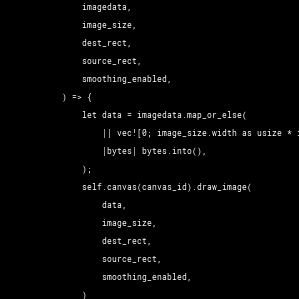 imagedata,
image_size,
dest_rect,
source_rect,
smoothing_enabled,
) => {
let data = imagedata.map_or_else(
|| vec![0; image_size.width as usize *
|bytes| bytes.into(),
);
self.canvas(canvas_id).draw_image(
data,
image_size,
dest_rect,
source_rect,
smoothing_enabled,
)